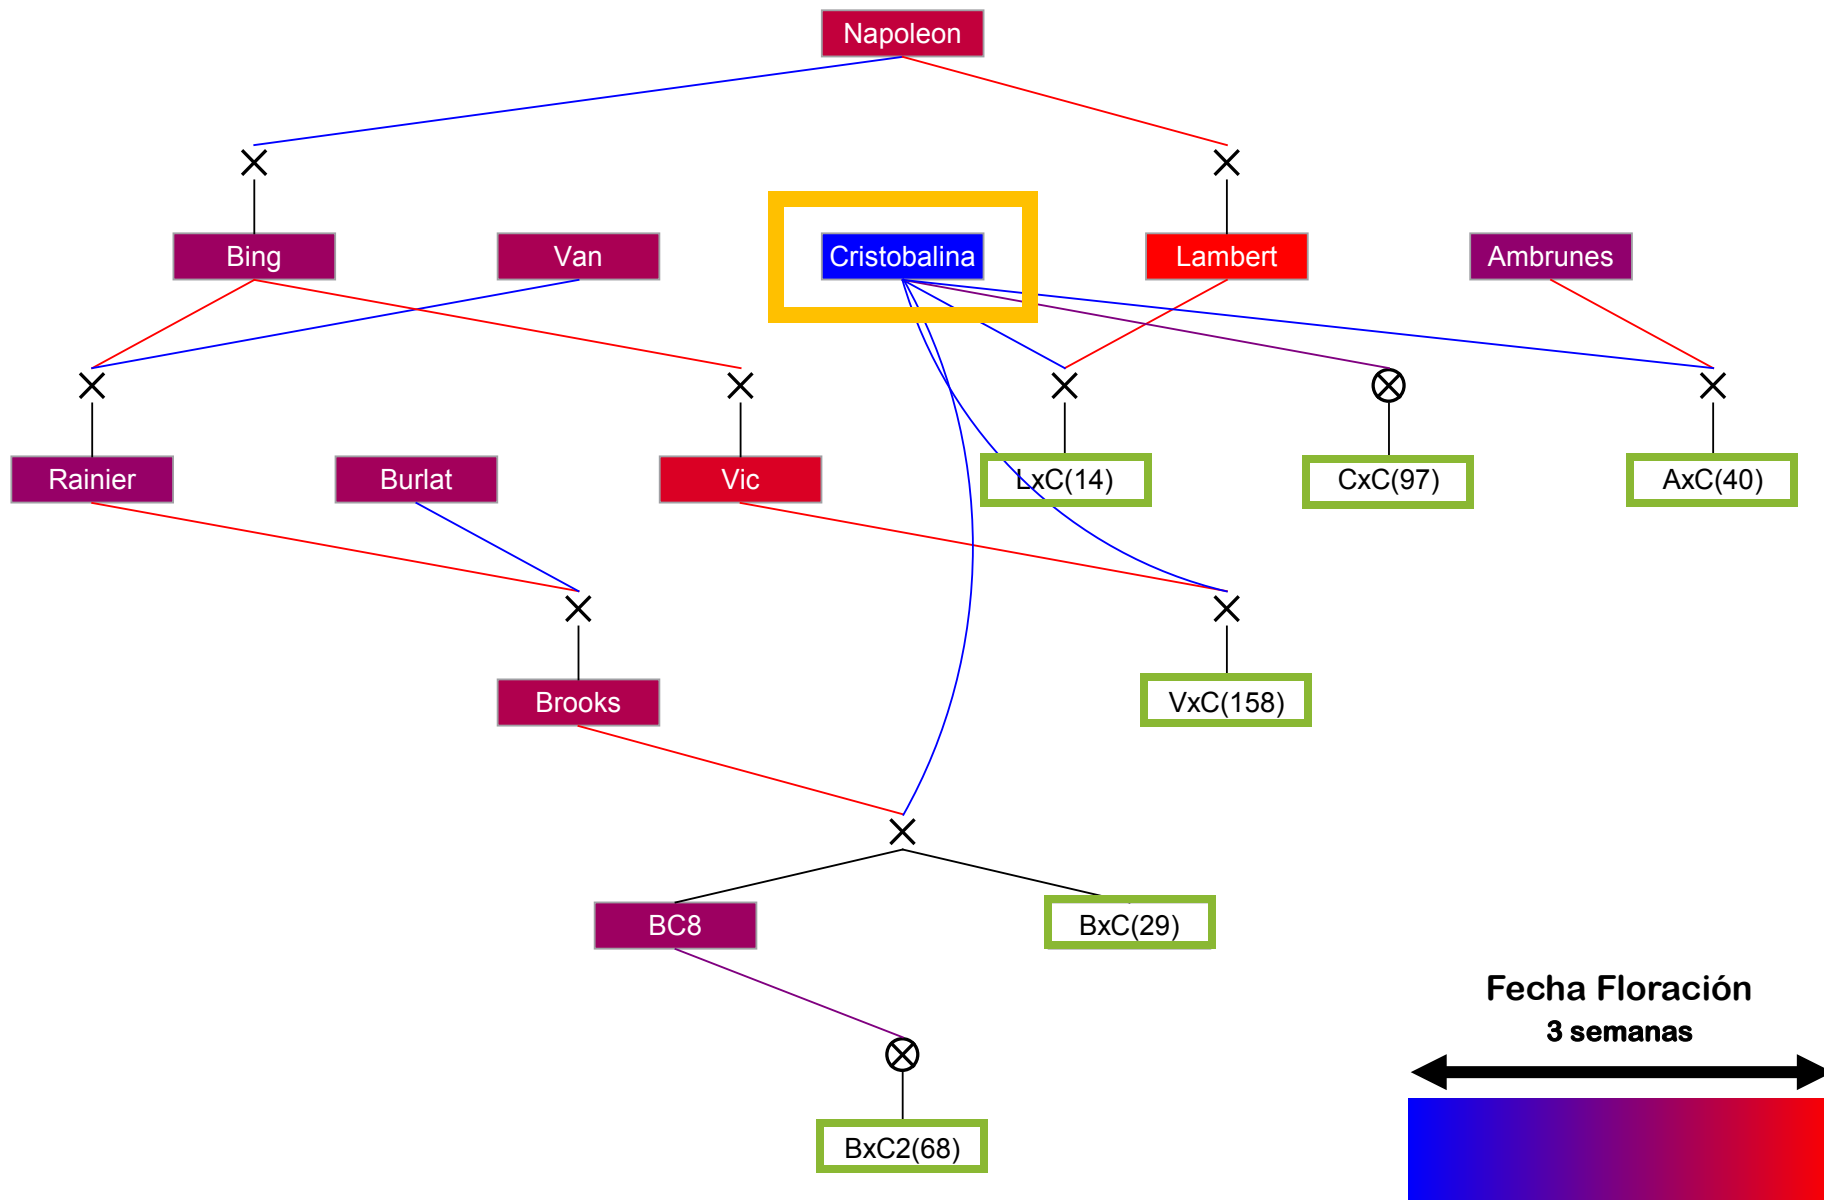 Napoleon
Bing
Van
Cristobalina
Lambert
Ambrunes
Rainier
Burlat
Vic
LxC(14)
CxC(97)
AxC(40)
Brooks
VxC(158)
BC8
BxC(29)
Fecha Floración
3 semanas
BxC2(68)